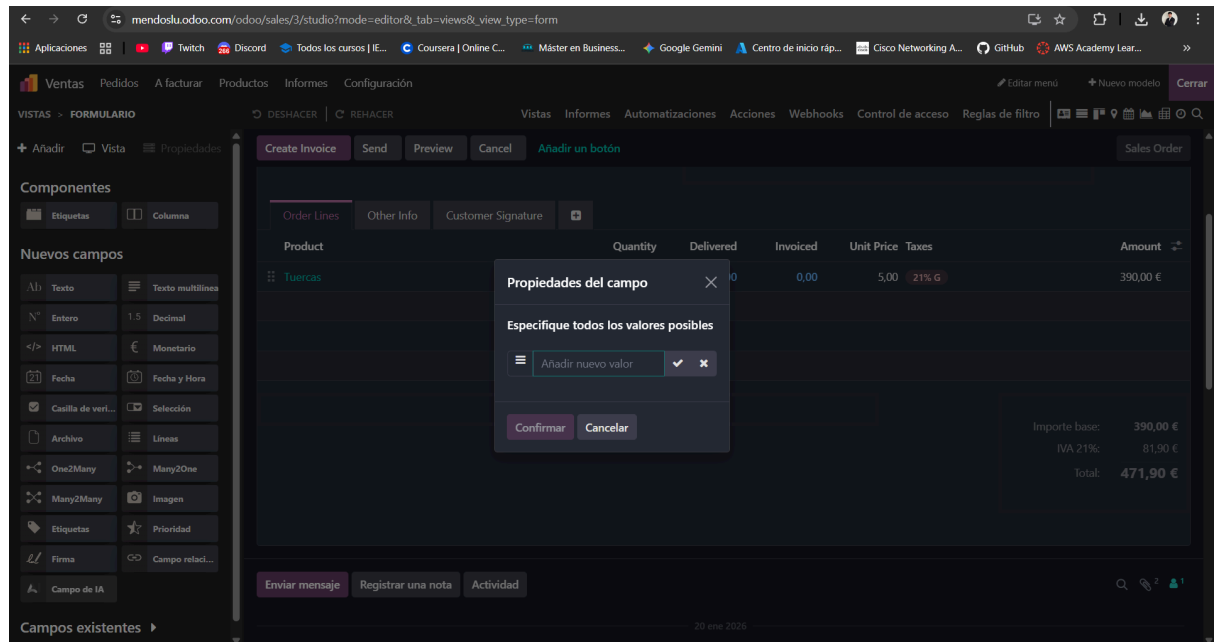 mendoslu.odoo.com/odoo/sales/3/studio?mode=editor&_tab=views&_view_type=form
Aplicaciones Twitch Discord Todos los cursos | IE... Coursera | Online C... Máster en Business... Google Gemini Centro de inicio ráp... Cisco Networking A... GitHub AWS Academy Lear... »
Ventas Pedidos A facturar Productos Informes Configuración Editar menú + Nuevo modelo Cerrar
VISTAS > FORMULARIO DESHACER REHACER Vistas Informes Automatizaciones Acciones Webhooks Control de acceso Reglas de filtro
+ Añadir Vista Propiedades Create Invoice Send Preview Cancel Añadir un botón Sales Order
Componentes
Etiquetas Columna
Order Lines Other Info Customer Signature
Product Quantity Delivered Invoiced Unit Price Taxes Amount
Nuevos campos
Tuercas 0 0,00 5,00 21% G 390,00 €
Propiedades del campo
Especifique todos los valores posibles
Añadir nuevo valor
Confirmar Cancelar
Ab Texto Texto multilínea
N° Entero 1.5 Decimal
</> HTML € Monetario
21 Fecha Fecha y Hora
Casilla de veri... Selección
Archivo Líneas
One2Many Many2One
Many2Many Imagen
Etiquetas Prioridad
Firma Campo relaci...
Campo de IA
Campos existentes
Importe base: 390,00 €
IVA 21%: 81,90 €
Total: 471,90 €
Enviar mensaje Registrar una nota Actividad 2 1
20 ene 2026